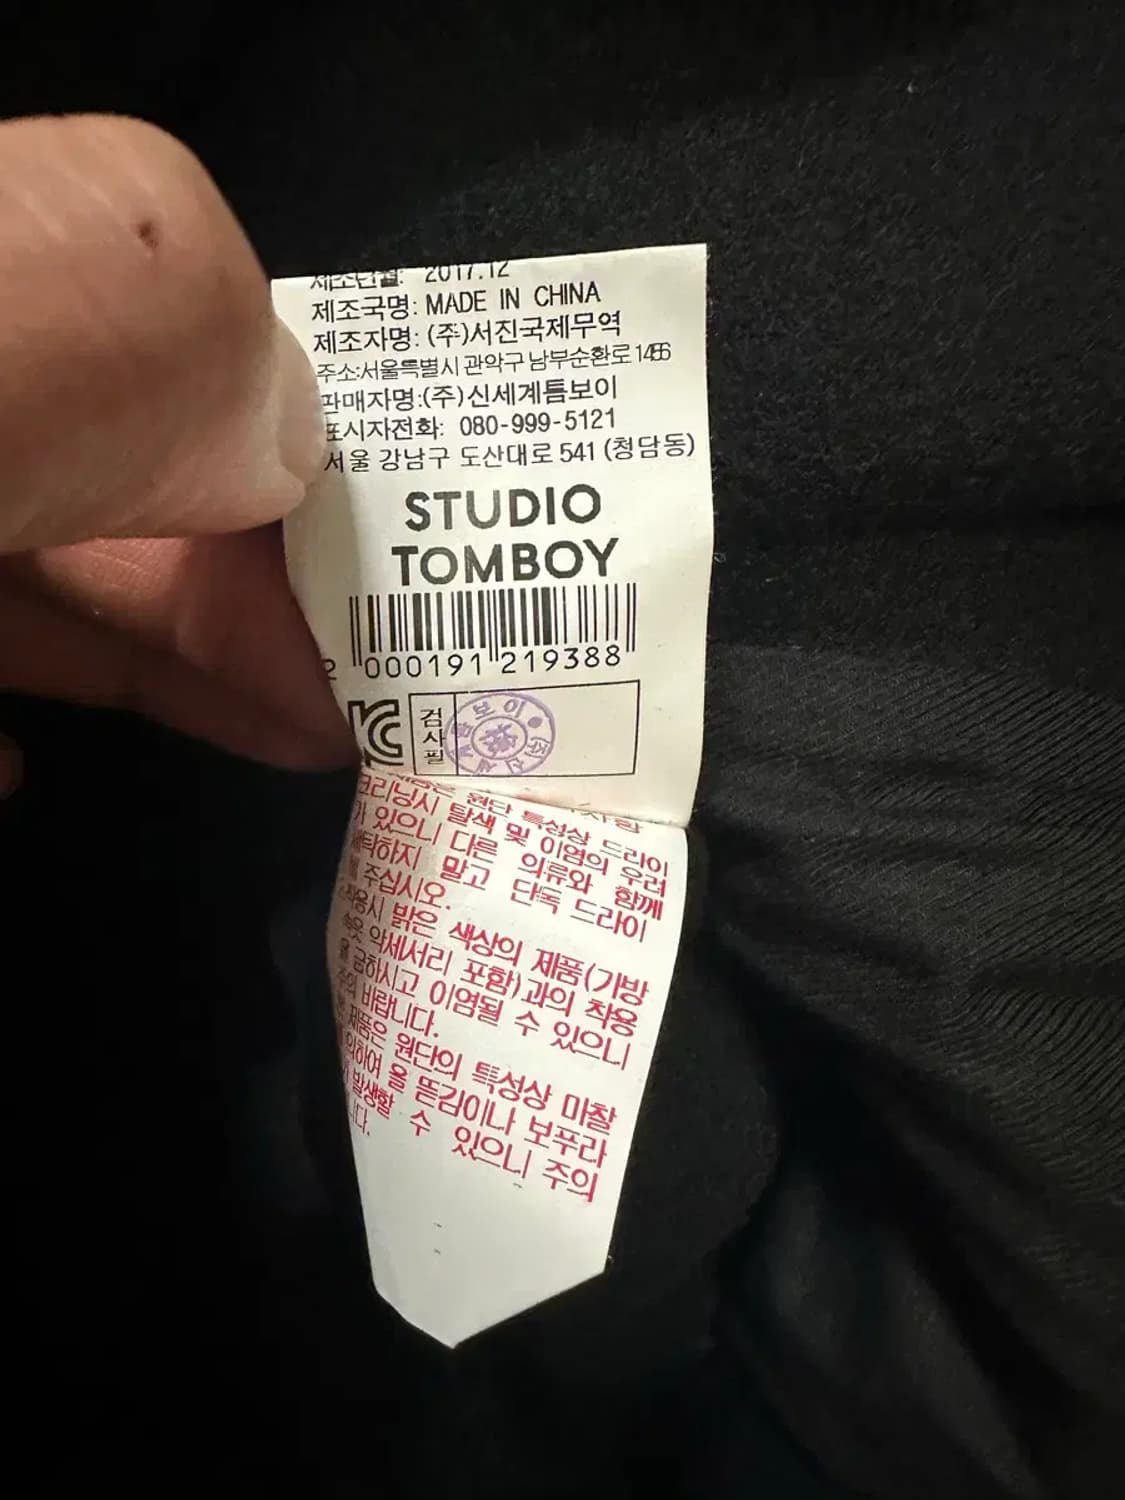 제조년월: 2017.12
제조국명: MADE IN CHINA
제조자명: (주)서진국제무역
주소:서울특별시 관악구 남부순환로 1456
판매자명:(주)신세계톰보이
표시자전화: 080-999-5121
서울 강남구 도산대로 541 (청담동)
STUDIO
TOMBOY
2 000191 219388
검사필
원단 특성상 드라이
크리닝시 탈색 및 이염의 우려
가 있으니 다른 의류와 함께
세탁하지 말고 단독 드라이
해 주십시오.
착용시 밝은 색상의 제품(가방
속옷 악세서리 포함)과의 착용
을 금하시고 이염될 수 있으니
주의 바랍니다.
본 제품은 원단의 특성상 마찰
의하여 올 뜯김이나 보푸라
발생할 수 있으니 주의